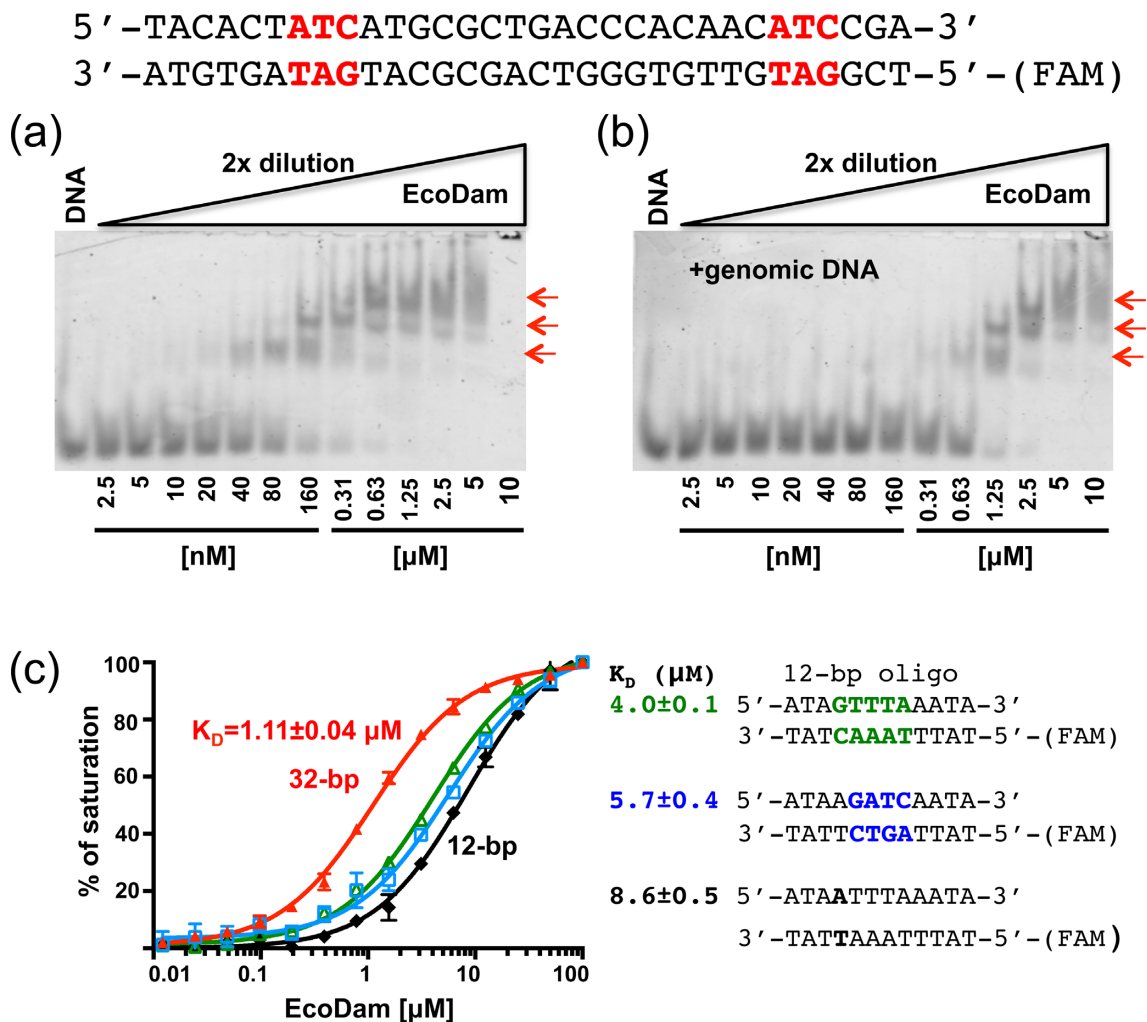 5′-TACACTATCATGCGCTGACCCACAACATCCGA-3′
3′-ATGTGATAGTACGCGACTGGGTGTTGTAGGCT-5′-(FAM)
(a)
DNA
2x dilution
EcoDam
2.5 5 10 20 40 80 160 0.31 0.63 1.25 2.5 5 10
[nM] [µM]
(b)
DNA
2x dilution
EcoDam
+genomic DNA
2.5 5 10 20 40 80 160 0.31 0.63 1.25 2.5 5 10
[nM] [µM]
(c)
% of saturation
100
80
60
40
20
KD=1.11±0.04 µM
32-bp
12-bp
0.01 0.1 1 10 100
EcoDam [µM]
KD (µM) 12-bp oligo
4.0±0.1 5′-ATAGTTTAAATA-3′
3′-TATCAAATTTAT-5′-(FAM)
5.7±0.4 5′-ATAAGATCAATA-3′
3′-TATTCTGATTAT-5′-(FAM)
8.6±0.5 5′-ATAATTTAAATA-3′
3′-TATTAAATTTAT-5′-(FAM)